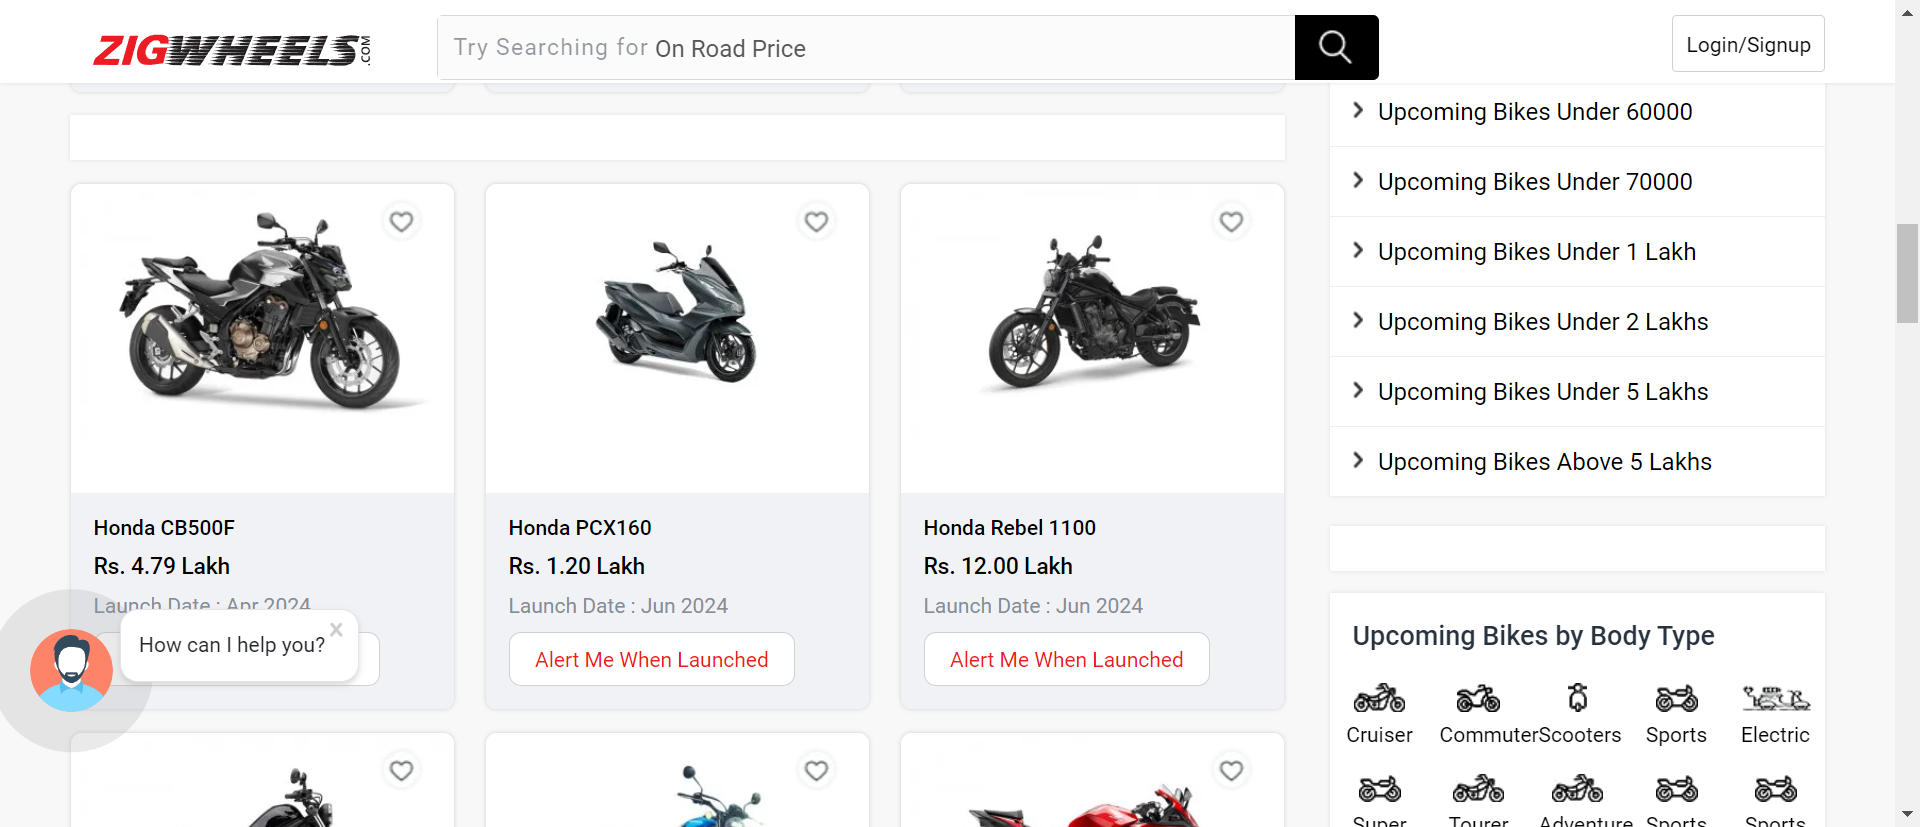 ZIGWHEELS.COM
Try Searching for On Road Price
Login/Signup
Honda CB500F
Rs. 4.79 Lakh
Launch Date : Apr 2024
Honda PCX160
Rs. 1.20 Lakh
Launch Date : Jun 2024
Alert Me When Launched
Honda Rebel 1100
Rs. 12.00 Lakh
Launch Date : Jun 2024
Alert Me When Launched
How can I help you?
x
Upcoming Bikes Under 60000
Upcoming Bikes Under 70000
Upcoming Bikes Under 1 Lakh
Upcoming Bikes Under 2 Lakhs
Upcoming Bikes Under 5 Lakhs
Upcoming Bikes Above 5 Lakhs
Upcoming Bikes by Body Type
Cruiser
Commuter
Scooters
Sports
Electric
Super
Tourer
Adventure
Sports
Sports